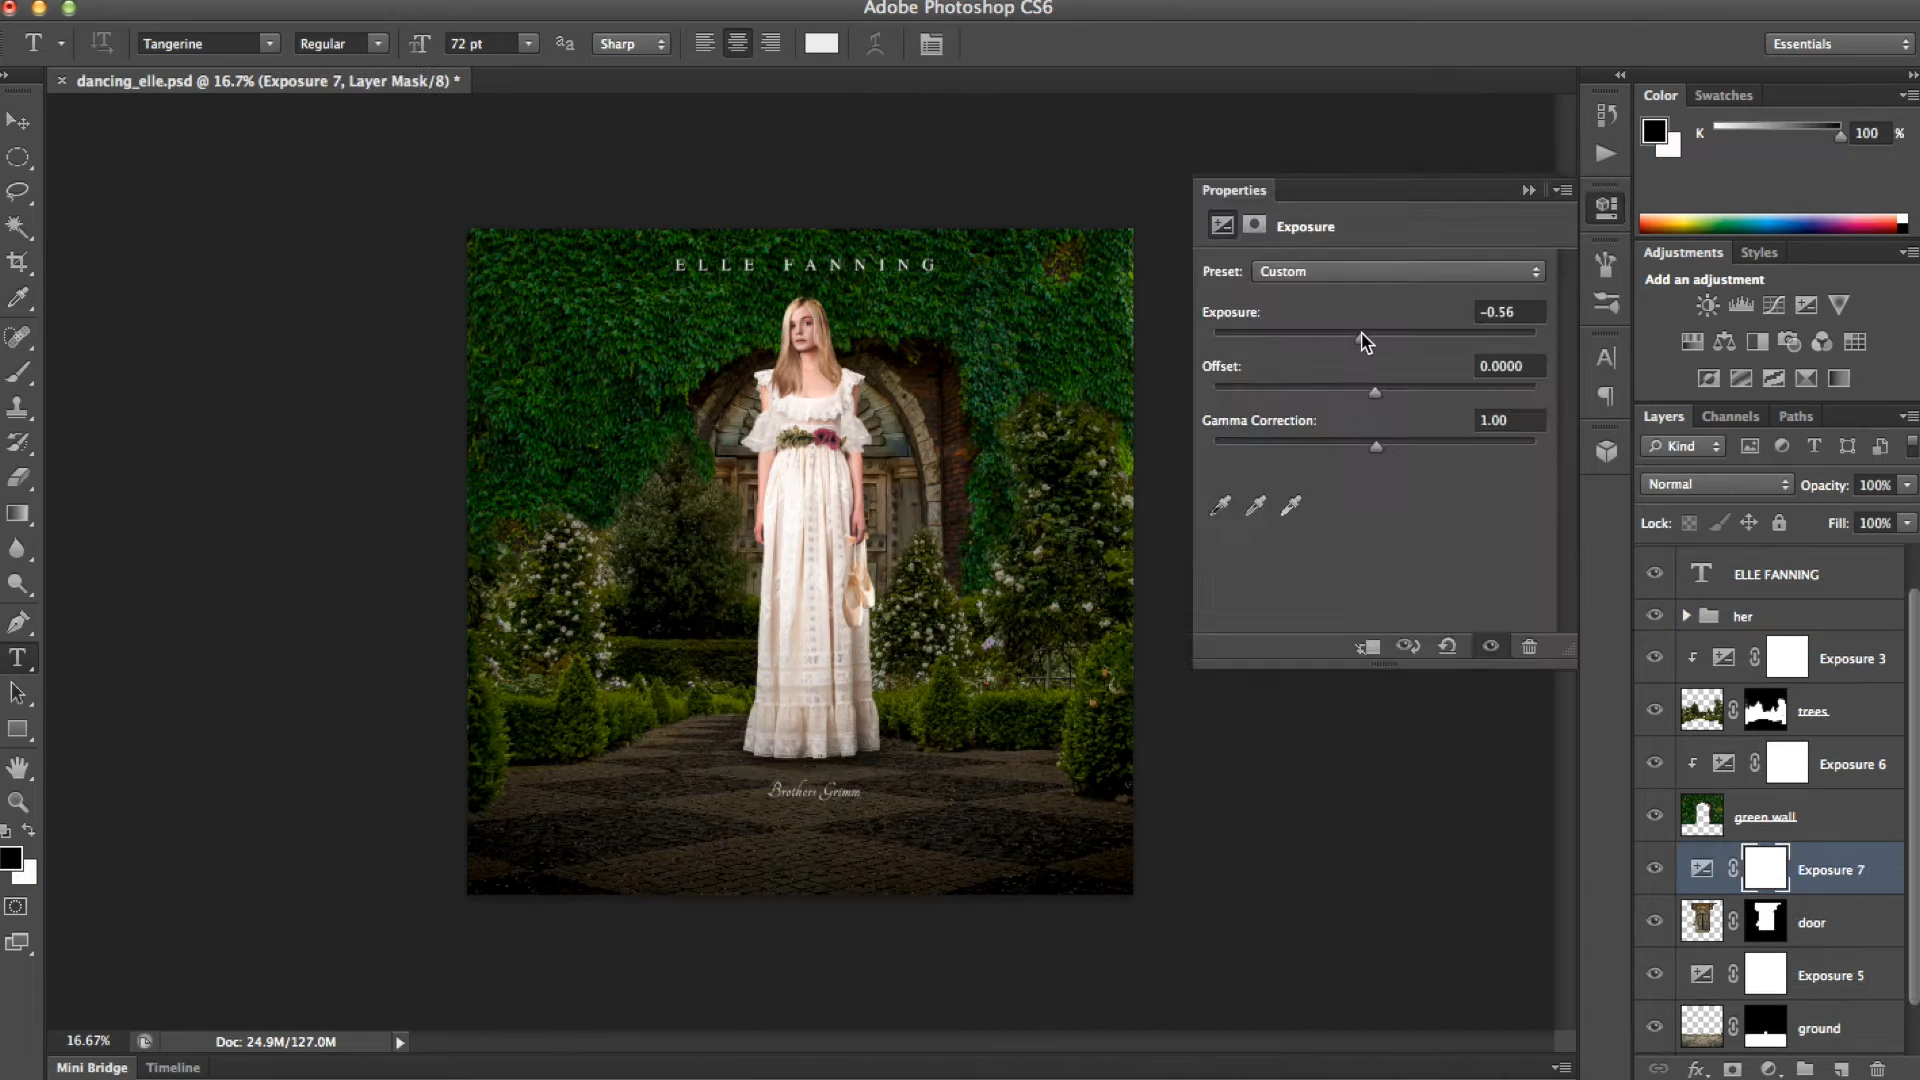 Adobe Photoshop CS6
Tangerine Regular 72 pt Sharp Essentials
dancing_elle.psd @ 16.7% (Exposure 7, Layer Mask/8) *
Color Swatches
K 100 %
Properties
Exposure
Preset: Custom
Exposure: -0.56
Offset: 0.0000
Gamma Correction: 1.00
Adjustments Styles
Add an adjustment
Layers Channels Paths
Kind
Normal Opacity: 100%
Lock: Fill: 100%
ELLE FANNING
her
Exposure 3
trees
Exposure 6
green wall
Exposure 7
door
Exposure 5
ground
ELLE FANNING
Brothers Grimm
16.67% Doc: 24.9M/127.0M
Mini Bridge Timeline